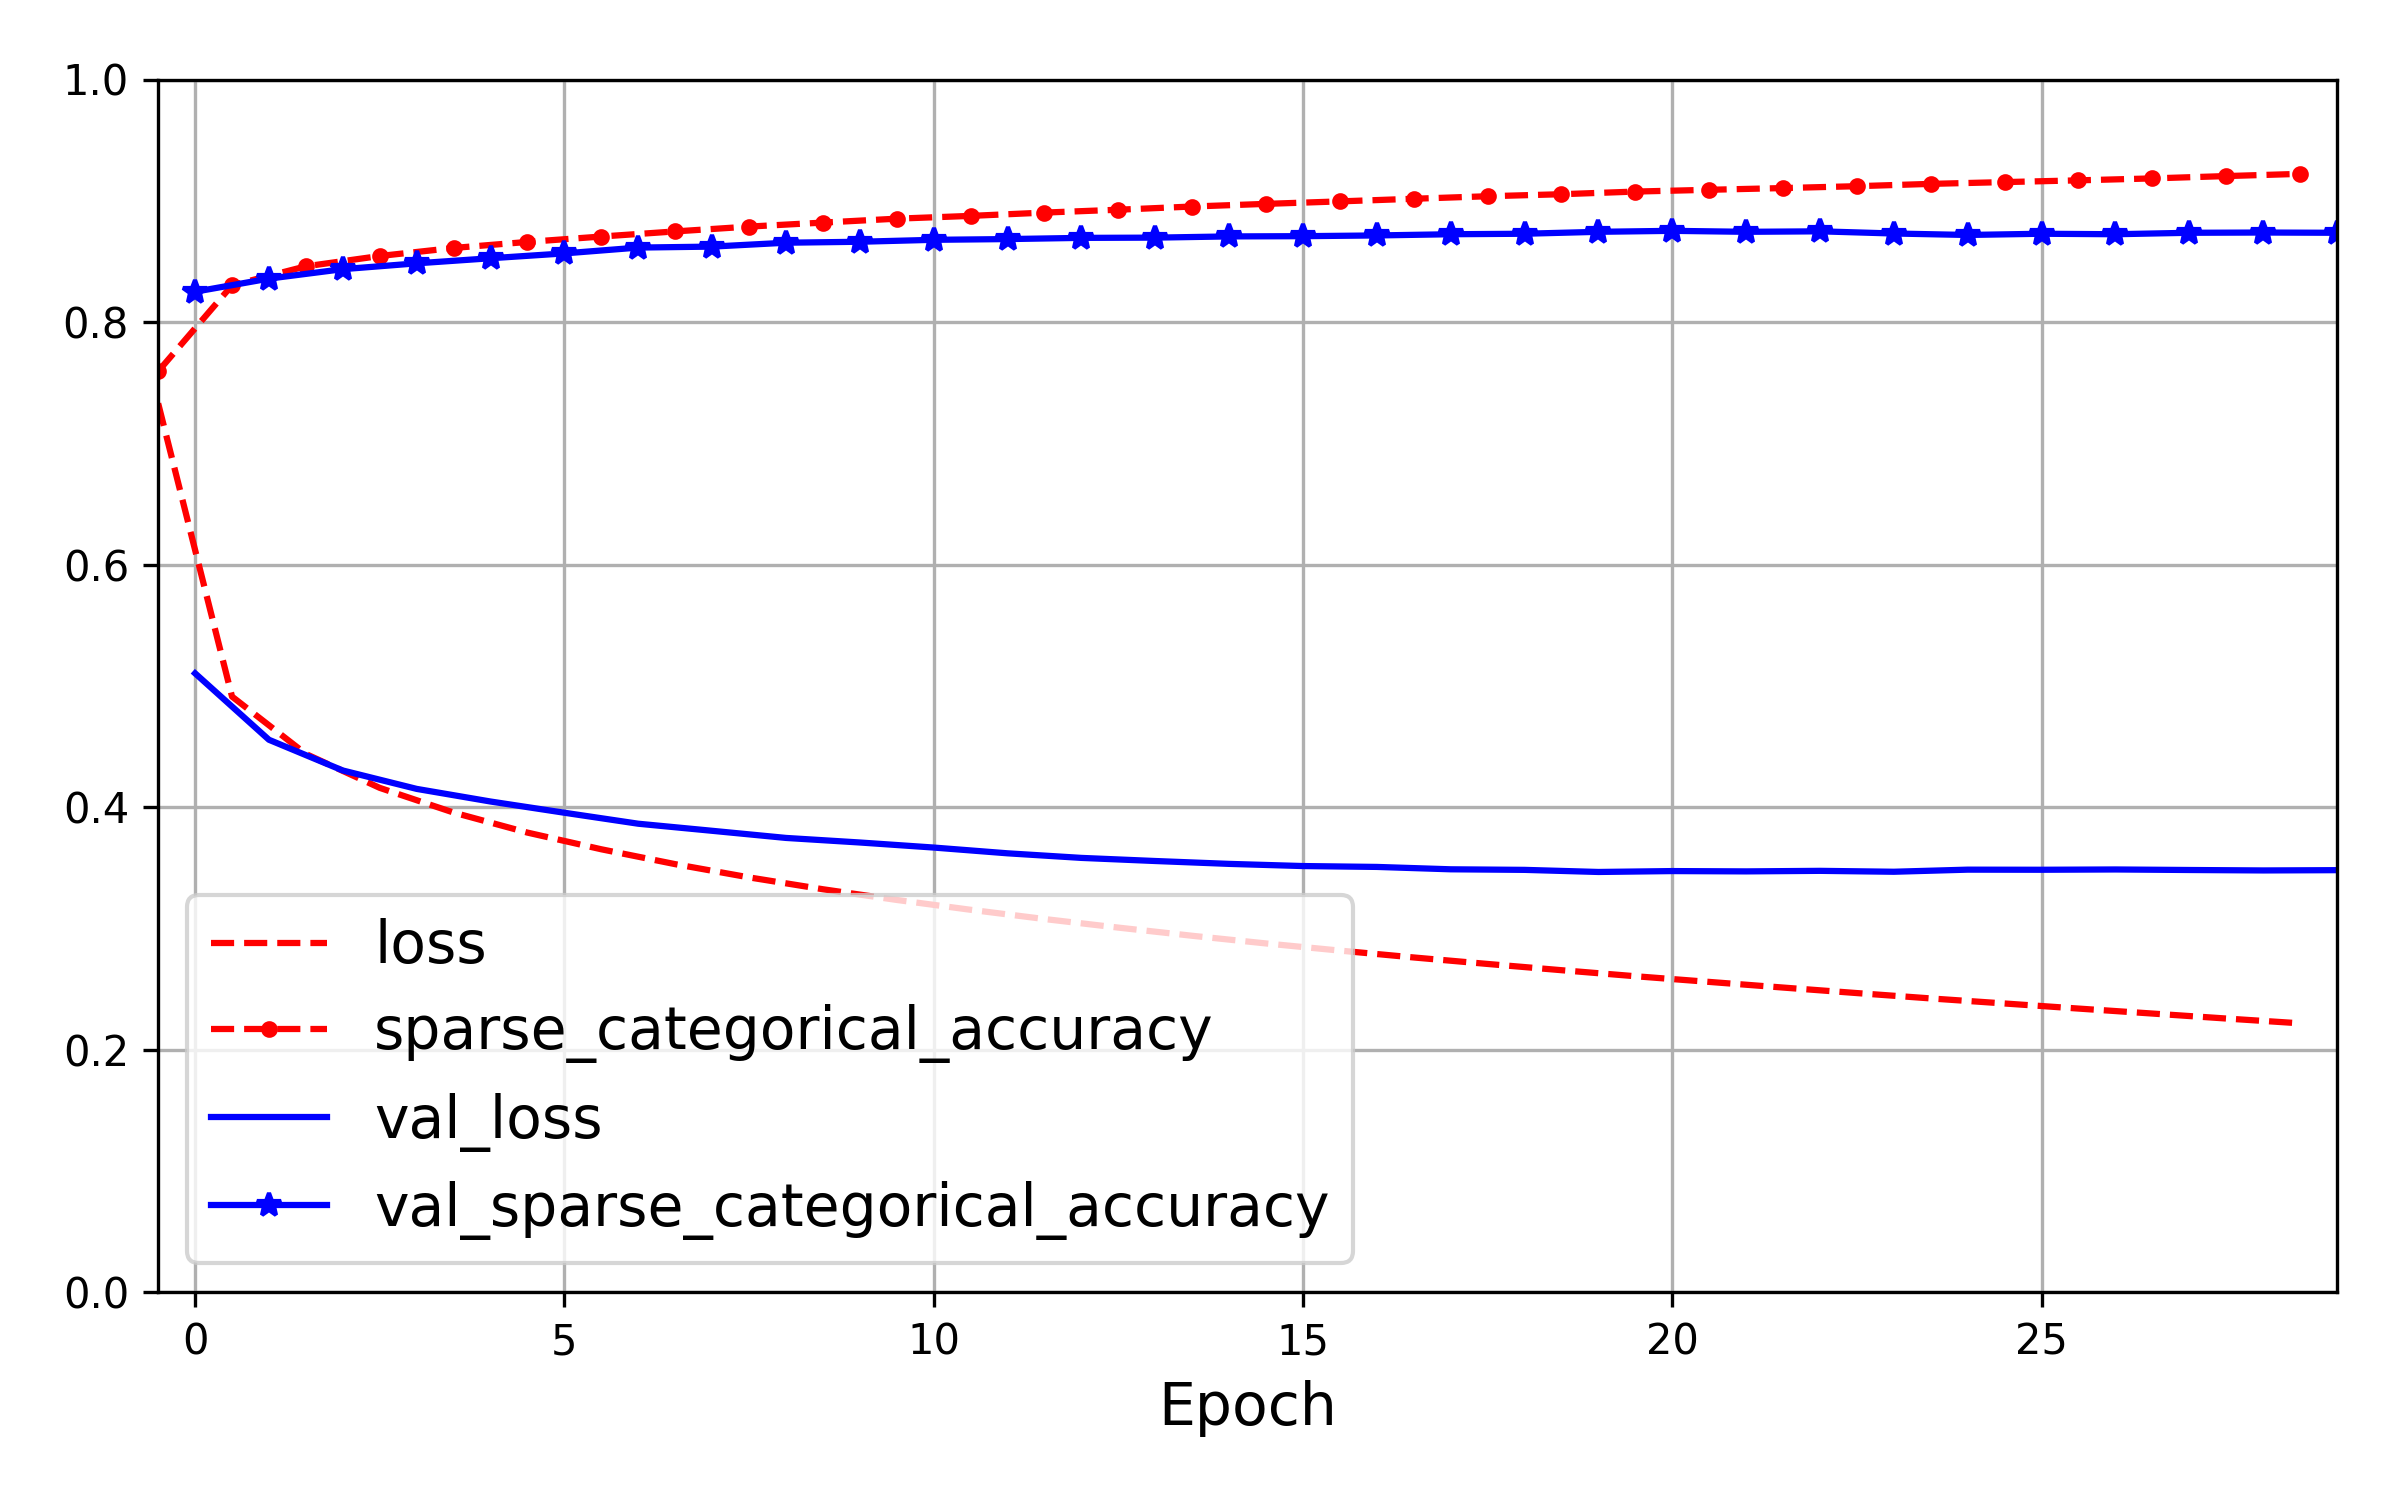 1.0
0.8
0.6
0.4
0.2
0.0
loss
sparse_categorical_accuracy
val_loss
val_sparse_categorical_accuracy
0 5 10 15 20 25
Epoch